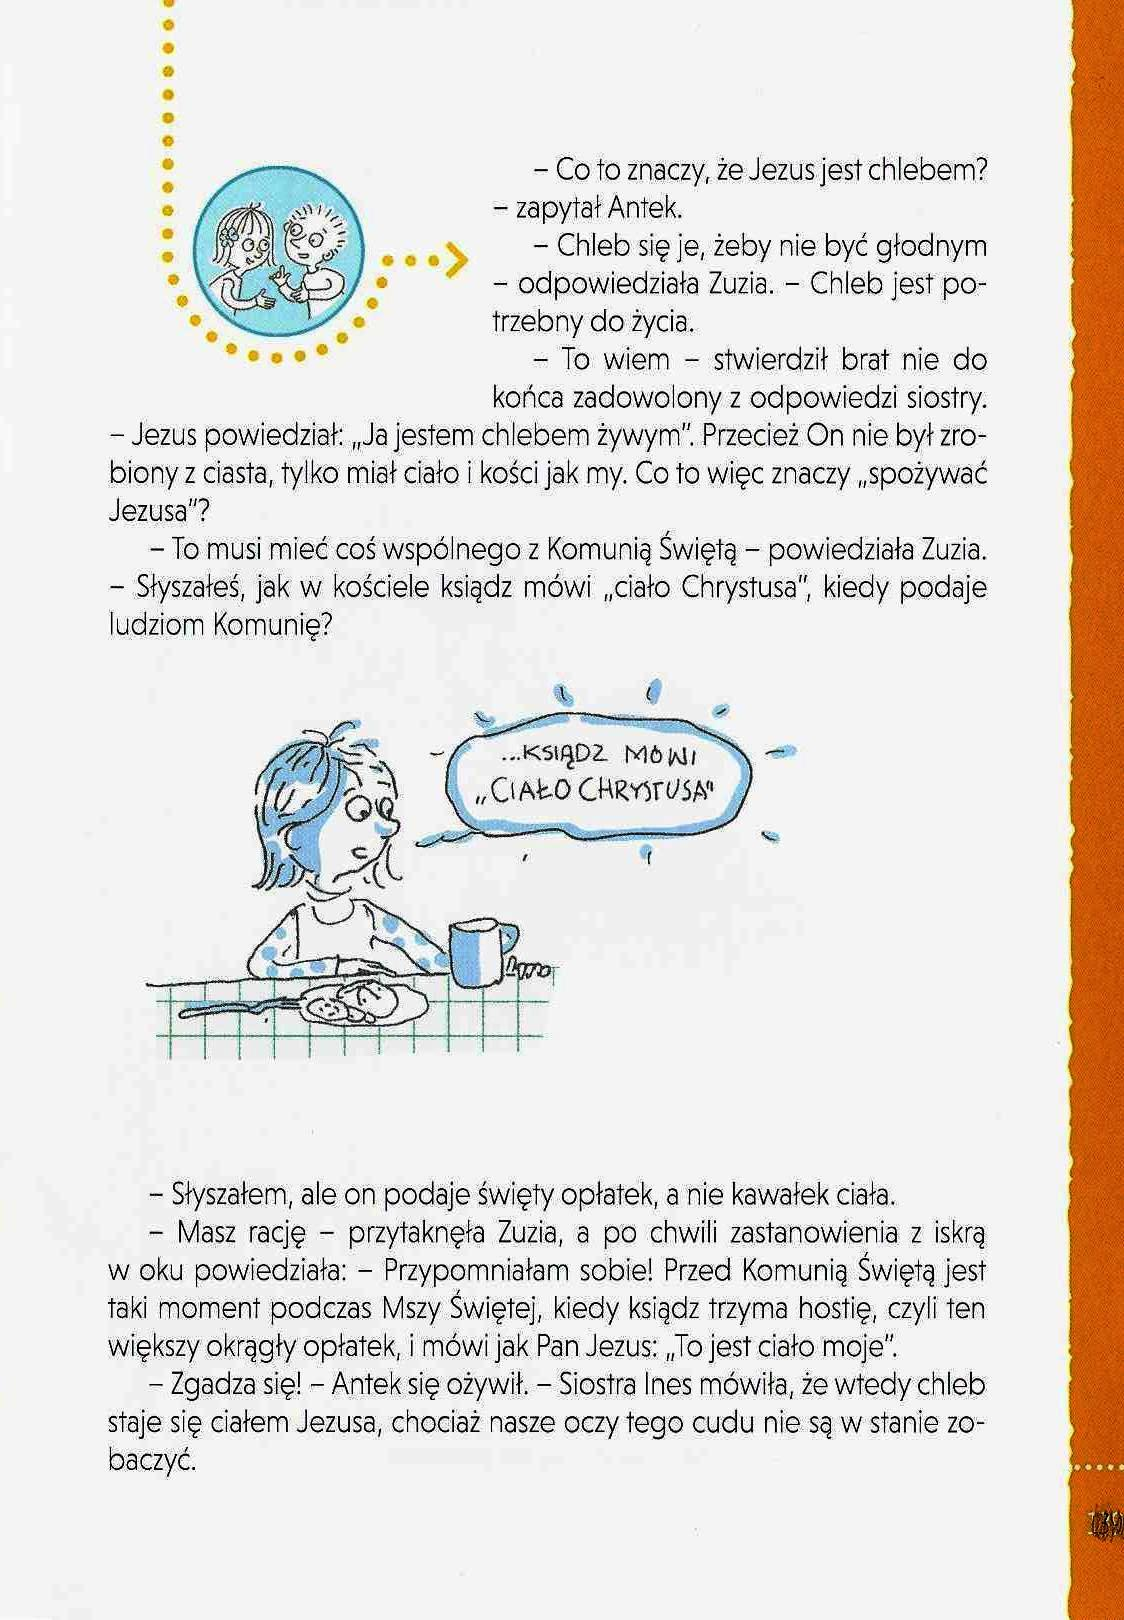 – Co to znaczy, że Jezus jest chlebem?
– zapytał Antek.
– Chleb się je, żeby nie być głodnym
– odpowiedziała Zuzia. – Chleb jest po-
trzebny do życia.
– To wiem – stwierdził brat nie do
końca zadowolony z odpowiedzi siostry.
– Jezus powiedział: „Ja jestem chlebem żywym”. Przecież On nie był zro-
biony z ciasta, tylko miał ciało i kości jak my. Co to więc znaczy „spożywać
Jezusa”?
– To musi mieć coś wspólnego z Komunią Świętą – powiedziała Zuzia.
– Słyszałeś, jak w kościele ksiądz mówi „ciało Chrystusa”, kiedy podaje
ludziom Komunię?
...KSIĄDZ MÓWI
„CIAŁO CHRYSTUSA”
– Słyszałem, ale on podaje święty opłatek, a nie kawałek ciała.
– Masz rację – przytaknęła Zuzia, a po chwili zastanowienia z iskrą
w oku powiedziała: – Przypomniałam sobie! Przed Komunią Świętą jest
taki moment podczas Mszy Świętej, kiedy ksiądz trzyma hostię, czyli ten
większy okrągły opłatek, i mówi jak Pan Jezus: „To jest ciało moje”.
– Zgadza się! – Antek się ożywił. – Siostra Ines mówiła, że wtedy chleb
staje się ciałem Jezusa, chociaż nasze oczy tego cudu nie są w stanie zo-
baczyć.